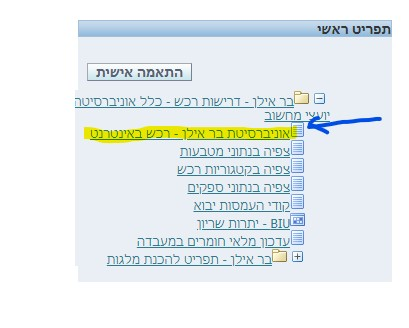 תפריט ראשי
התאמה אישית
בר אילן - דרישות רכש - כלל אוניברסיטה
יועצי מחשוב
אוניברסיטת בר אילן - רכש באינטרנט
צפיה בנתוני מטבעות
צפיה בקטגוריות רכש
צפיה בנתוני ספקים
קודי העמסות יבוא
BIU - יתרות שריון
עדכון מלאי חומרים במעבדה
בר אילן - תפריט להכנת מלגות